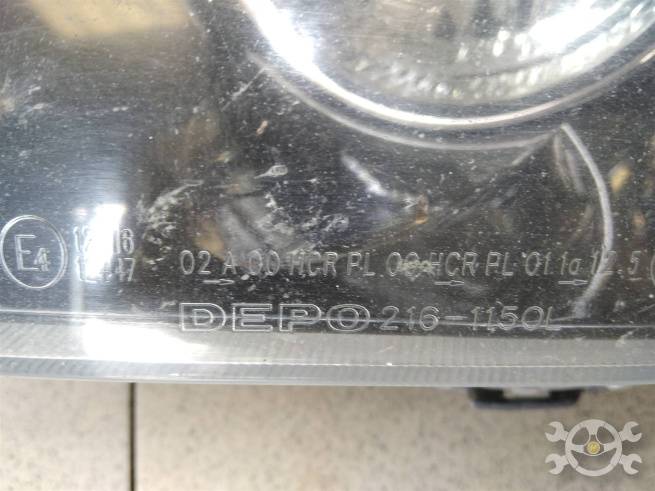 E4
02 A 00 HCR PL 00 HCR PL 01 1a 12.5
DEPO 216-1150L